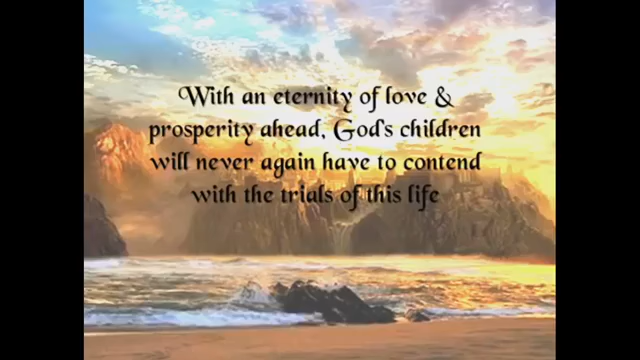 With an eternity of love &
prosperity ahead, God's children
will never again have to contend
with the trials of this life